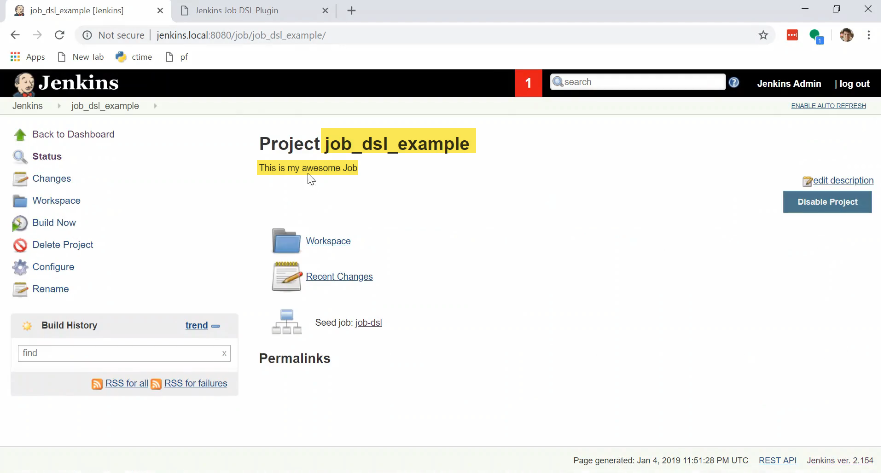 job_dsl_example [Jenkins]
Jenkins Job DSL Plugin
Not secure | jenkins.local:8080/job/job_dsl_example/
Apps New Tab ctime pf
Jenkins
1
search
Jenkins Admin | log out
Jenkins job_dsl_example
ENABLE AUTO REFRESH
Back to Dashboard
Status
Changes
Workspace
Build Now
Delete Project
Configure
Rename
Build History trend
find x
RSS for all RSS for failures
Project job_dsl_example
This is my awesome Job
edit description
Disable Project
Workspace
Recent Changes
Seed job: job-dsl
Permalinks
Page generated: Jan 4, 2019 11:51:28 PM UTC REST API Jenkins ver. 2.154